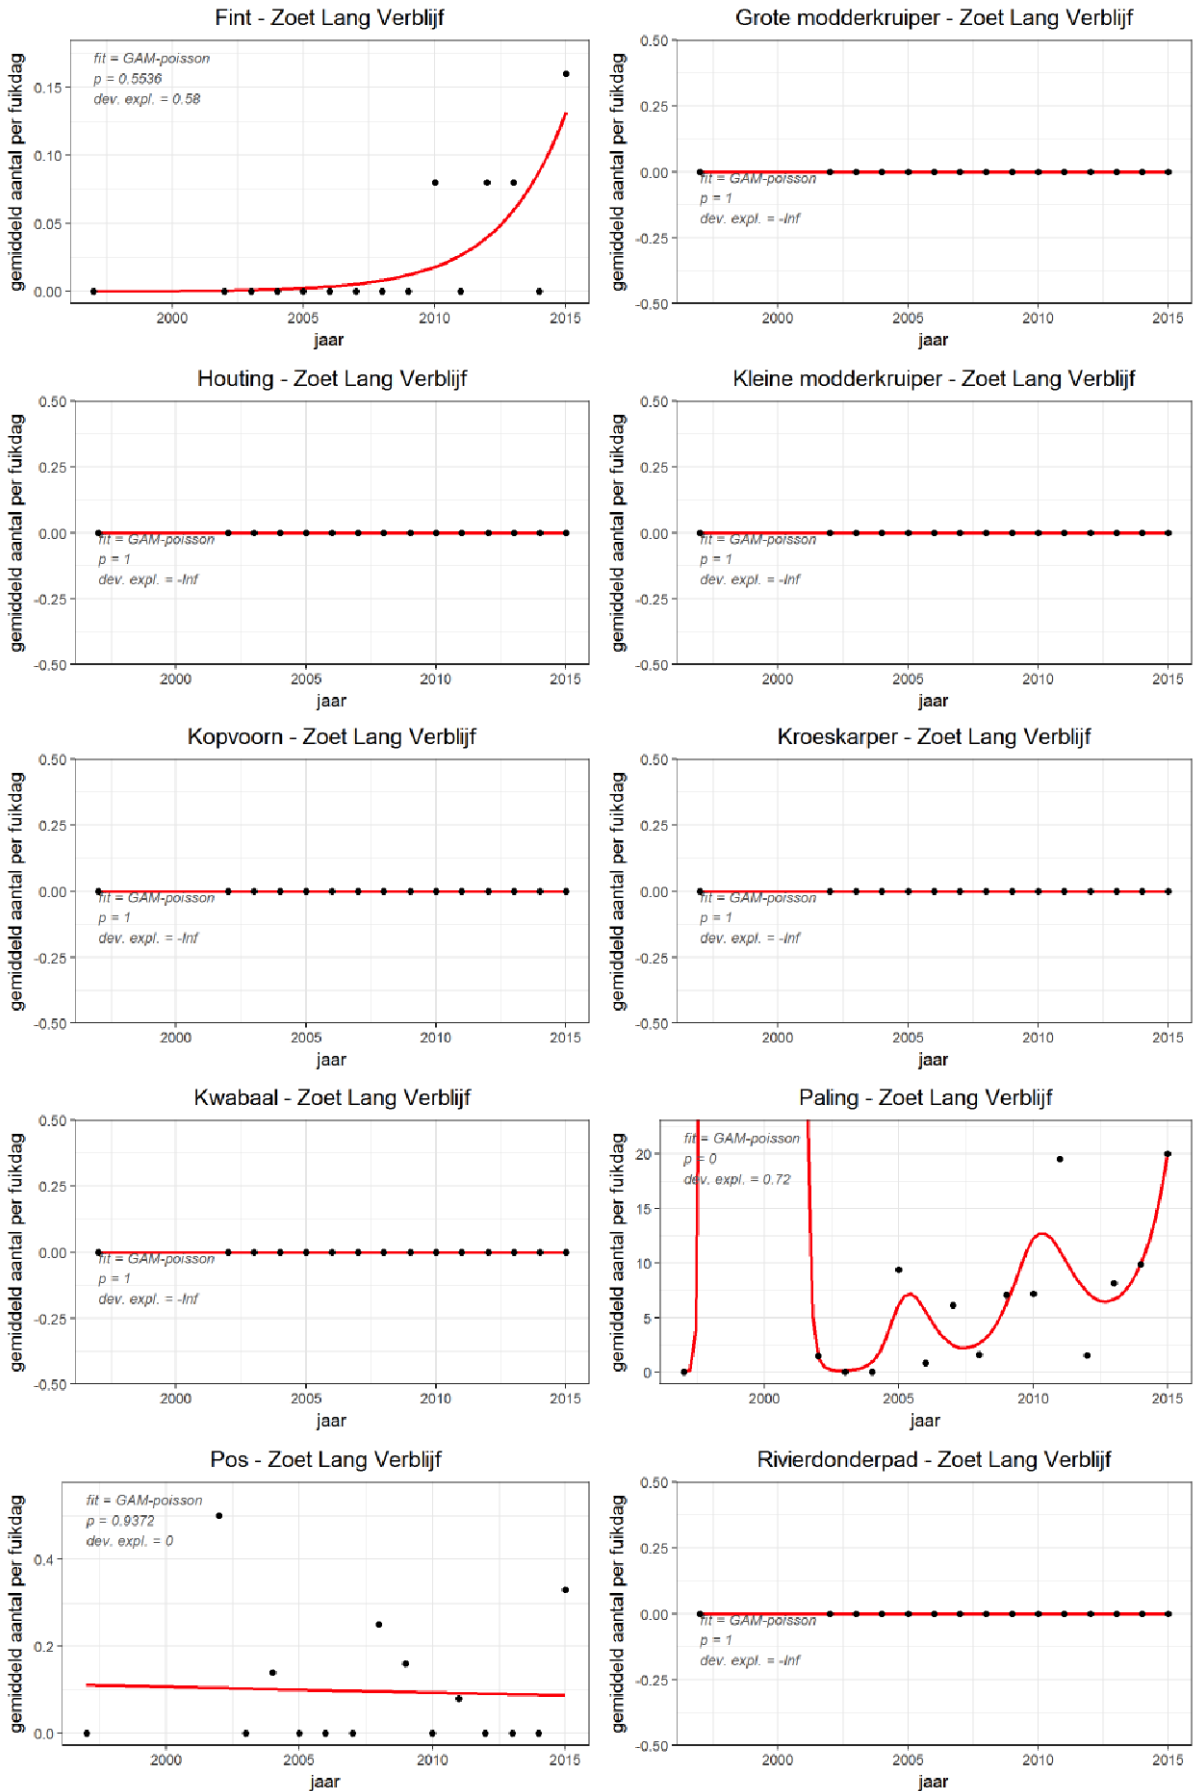 Fint - Zoet Lang Verblijf
gemiddeld aantal per fuikdag
fit = GAM-poisson
p = 0.5536
dev. expl. = 0.58
0.15
0.10
0.05
0.00
2000 2005 2010 2015
jaar
Grote modderkruiper - Zoet Lang Verblijf
gemiddeld aantal per fuikdag
0.50
0.25
0.00
-0.25
-0.50
fit = GAM-poisson
p = 1
dev. expl. = -Inf
2000 2005 2010 2015
jaar
Houting - Zoet Lang Verblijf
gemiddeld aantal per fuikdag
0.50
0.25
0.00
-0.25
-0.50
fit = GAM-poisson
p = 1
dev. expl. = -Inf
2000 2005 2010 2015
jaar
Kleine modderkruiper - Zoet Lang Verblijf
gemiddeld aantal per fuikdag
0.50
0.25
0.00
-0.25
-0.50
fit = GAM-poisson
p = 1
dev. expl. = -Inf
2000 2005 2010 2015
jaar
Kopvoorn - Zoet Lang Verblijf
gemiddeld aantal per fuikdag
0.50
0.25
0.00
-0.25
-0.50
fit = GAM-poisson
p = 1
dev. expl. = -Inf
2000 2005 2010 2015
jaar
Kroeskarper - Zoet Lang Verblijf
gemiddeld aantal per fuikdag
0.50
0.25
0.00
-0.25
-0.50
fit = GAM-poisson
p = 1
dev. expl. = -Inf
2000 2005 2010 2015
jaar
Kwabaal - Zoet Lang Verblijf
gemiddeld aantal per fuikdag
0.50
0.25
0.00
-0.25
-0.50
fit = GAM-poisson
p = 1
dev. expl. = -Inf
2000 2005 2010 2015
jaar
Paling - Zoet Lang Verblijf
gemiddeld aantal per fuikdag
fit = GAM-poisson
p = 0
dev. expl. = 0.72
20
15
10
5
0
2000 2005 2010 2015
jaar
Pos - Zoet Lang Verblijf
gemiddeld aantal per fuikdag
fit = GAM-poisson
p = 0.9372
dev. expl. = 0
0.4
0.2
0.0
2000 2005 2010 2015
jaar
Rivierdonderpad - Zoet Lang Verblijf
gemiddeld aantal per fuikdag
0.50
0.25
0.00
-0.25
-0.50
fit = GAM-poisson
p = 1
dev. expl. = -Inf
2000 2005 2010 2015
jaar